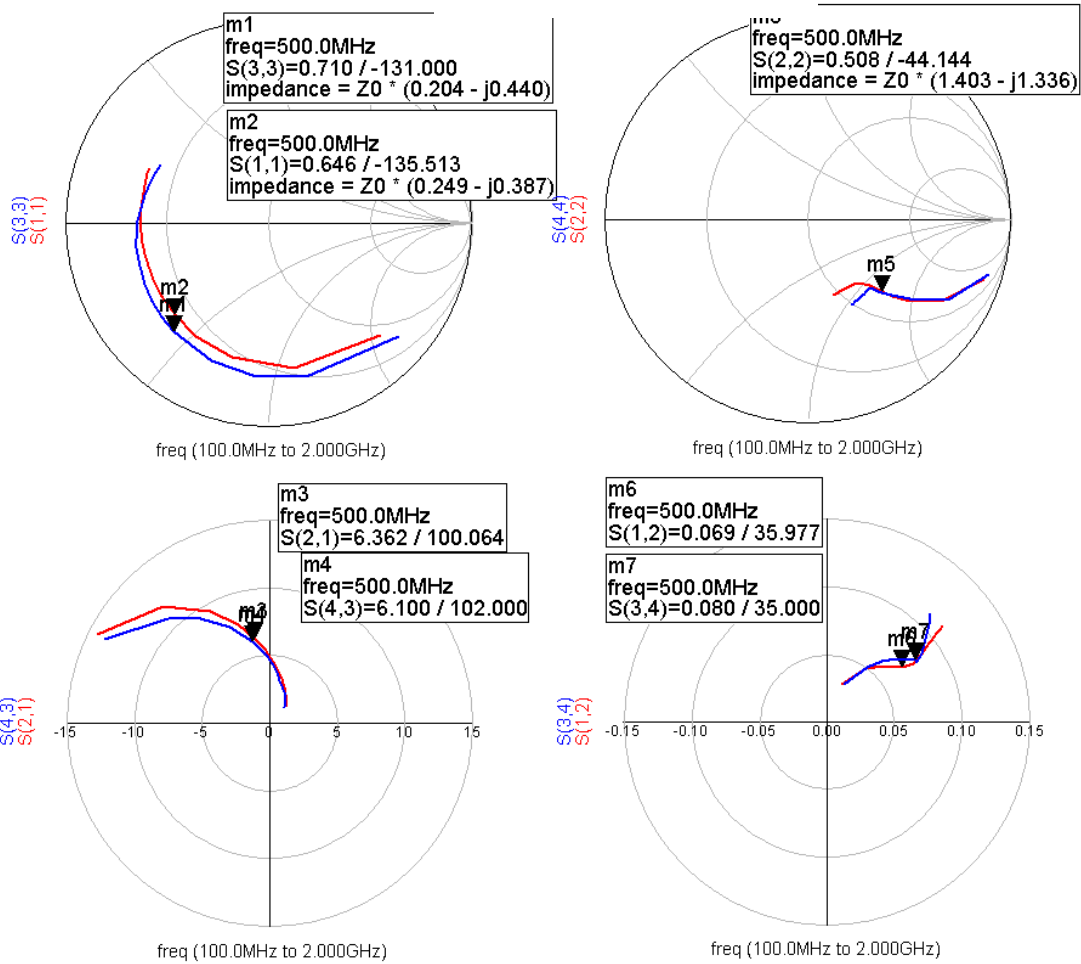 m1
freq=500.0MHz
S(3,3)=0.710 / -131.000
impedance = Z0 * (0.204 - j0.440)
m2
freq=500.0MHz
S(1,1)=0.646 / -135.513
impedance = Z0 * (0.249 - j0.387)
S(3,3)
S(1,1)
m2
freq (100.0MHz to 2.000GHz)
freq=500.0MHz
S(2,2)=0.508 / -44.144
impedance = Z0 * (1.403 - j1.336)
S(4,4)
S(2,2)
m5
freq (100.0MHz to 2.000GHz)
m3
freq=500.0MHz
S(2,1)=6.362 / 100.064
m4
freq=500.0MHz
S(4,3)=6.100 / 102.000
S(4,3)
S(2,1)
-15 -10 -5 0 5 10 15
freq (100.0MHz to 2.000GHz)
m6
freq=500.0MHz
S(1,2)=0.069 / 35.977
m7
freq=500.0MHz
S(3,4)=0.080 / 35.000
m7
S(3,4)
S(1,2)
-0.15 -0.10 -0.05 0.00 0.05 0.10 0.15
freq (100.0MHz to 2.000GHz)